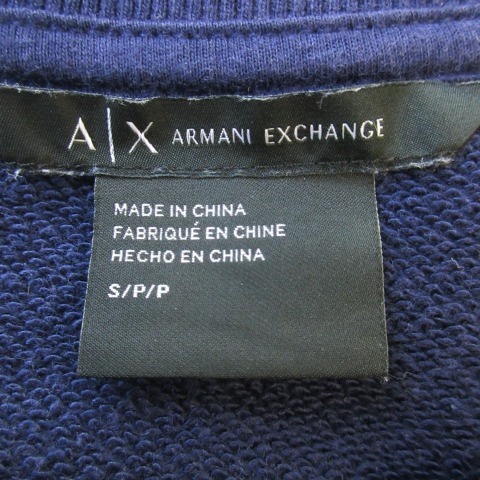 A|X ARMANI EXCHANGE
MADE IN CHINA
FABRIQUÉ EN CHINE
HECHO EN CHINA
S/P/P